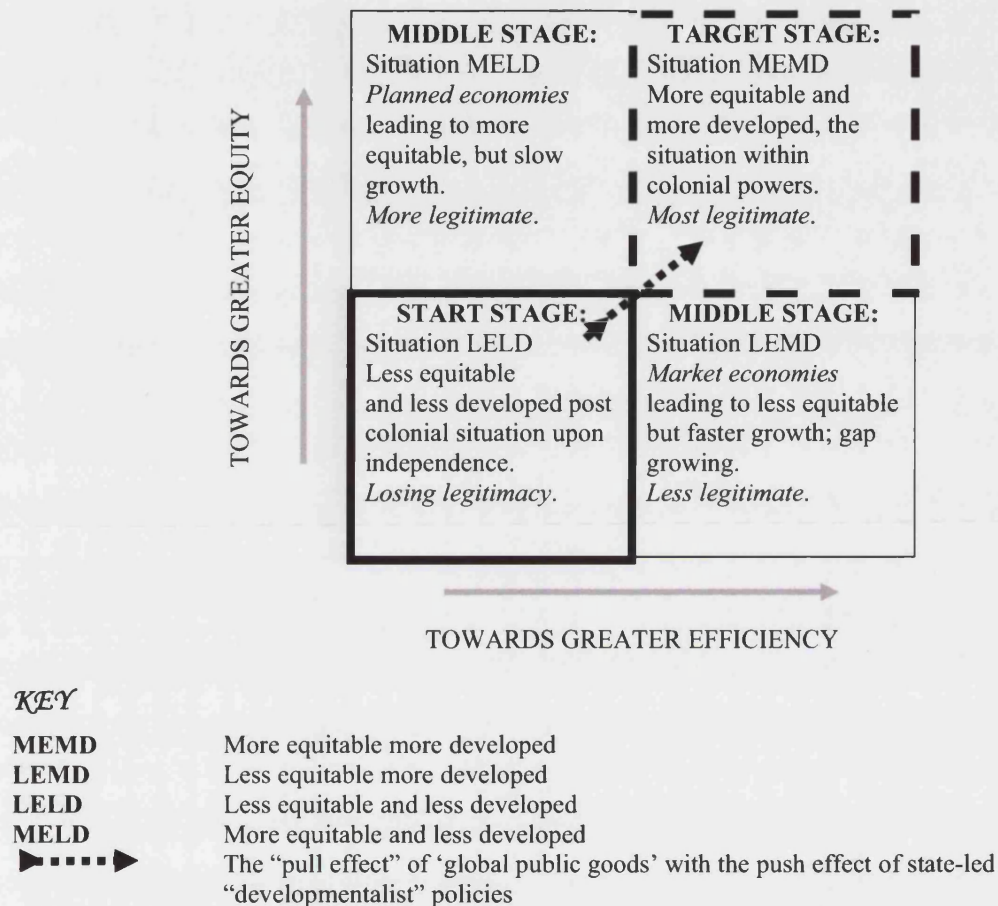 MIDDLE STAGE:
Situation MELD
Planned economies
leading to more
equitable, but slow
growth.
More legitimate.
TARGET STAGE:
Situation MEMD
More equitable and
more developed, the
situation within
colonial powers.
Most legitimate.
TOWARDS GREATER EQUITY
START STAGE:
Situation LELD
Less equitable
and less developed post
colonial situation upon
independence.
Losing legitimacy.
MIDDLE STAGE:
Situation LEMD
Market economies
leading to less equitable
but faster growth; gap
growing.
Less legitimate.
TOWARDS GREATER EFFICIENCY
KEY
MEMD More equitable more developed
LEMD Less equitable more developed
LELD Less equitable and less developed
MELD More equitable and less developed
The “pull effect” of ‘global public goods’ with the push effect of state-led
“developmentalist” policies